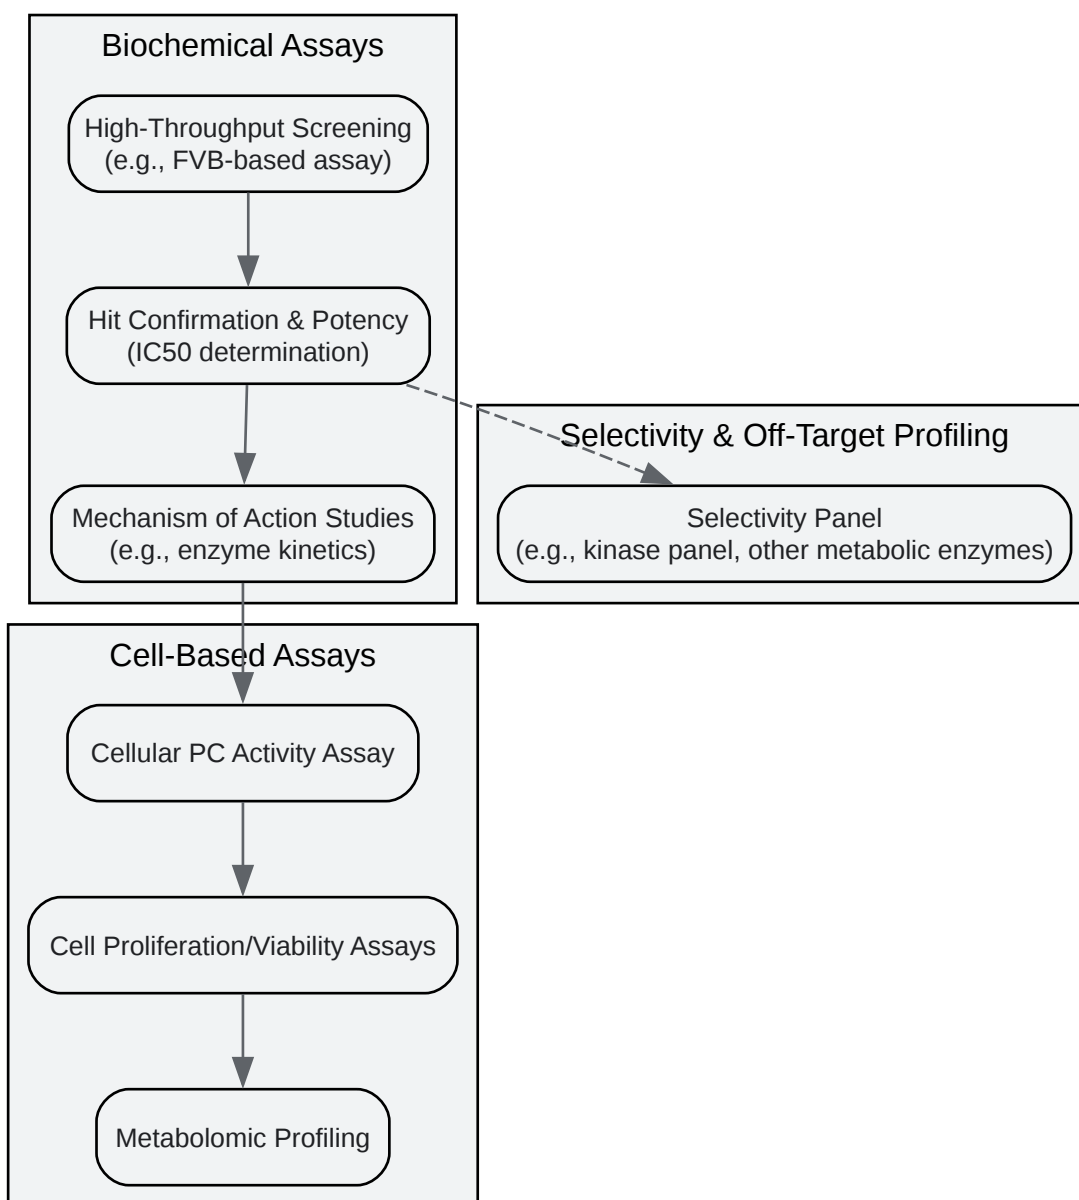 Biochemical Assays
High-Throughput Screening
(e.g., FVB-based assay)
Hit Confirmation & Potency
(IC50 determination)
Mechanism of Action Studies
(e.g., enzyme kinetics)
Selectivity & Off-Target Profiling
Selectivity Panel
(e.g., kinase panel, other metabolic enzymes)
Cell-Based Assays
Cellular PC Activity Assay
Cell Proliferation/Viability Assays
Metabolomic Profiling